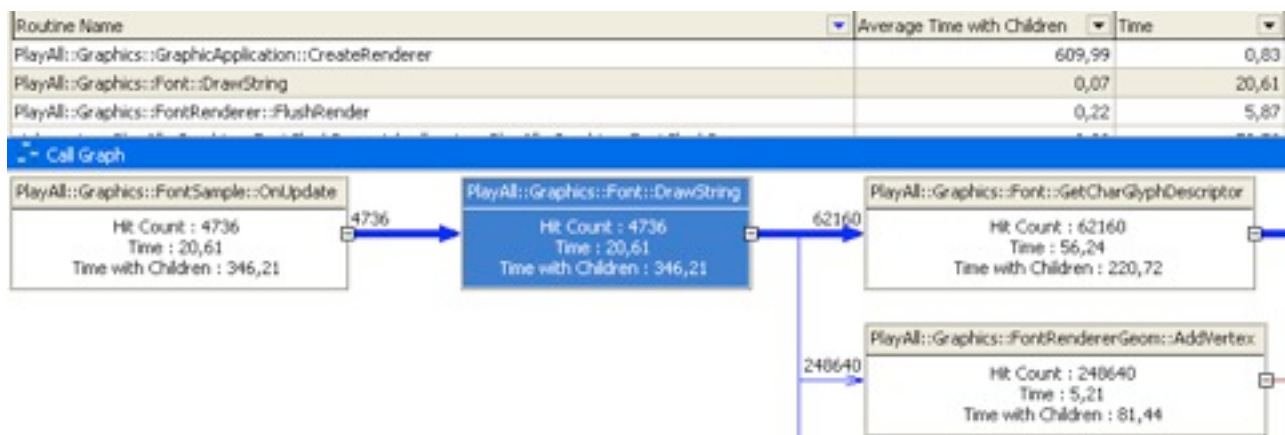 Routine Name Average Time with Children Time
PlayAll::Graphics::GraphicApplication::CreateRenderer 609,99 0,83
PlayAll::Graphics::Font::DrawString 0,07 20,61
PlayAll::Graphics::FontRenderer::FlushRender 0,22 5,87
Call Graph
PlayAll::Graphics::FontSample::OnUpdate
Hit Count : 4736
Time : 20,61
Time with Children : 346,21
4736
PlayAll::Graphics::Font::DrawString
Hit Count : 4736
Time : 20,61
Time with Children : 346,21
62160
PlayAll::Graphics::Font::GetCharGlyphDescriptor
Hit Count : 62160
Time : 56,24
Time with Children : 220,72
248640
PlayAll::Graphics::FontRendererGeom::AddVertex
Hit Count : 248640
Time : 5,21
Time with Children : 81,44